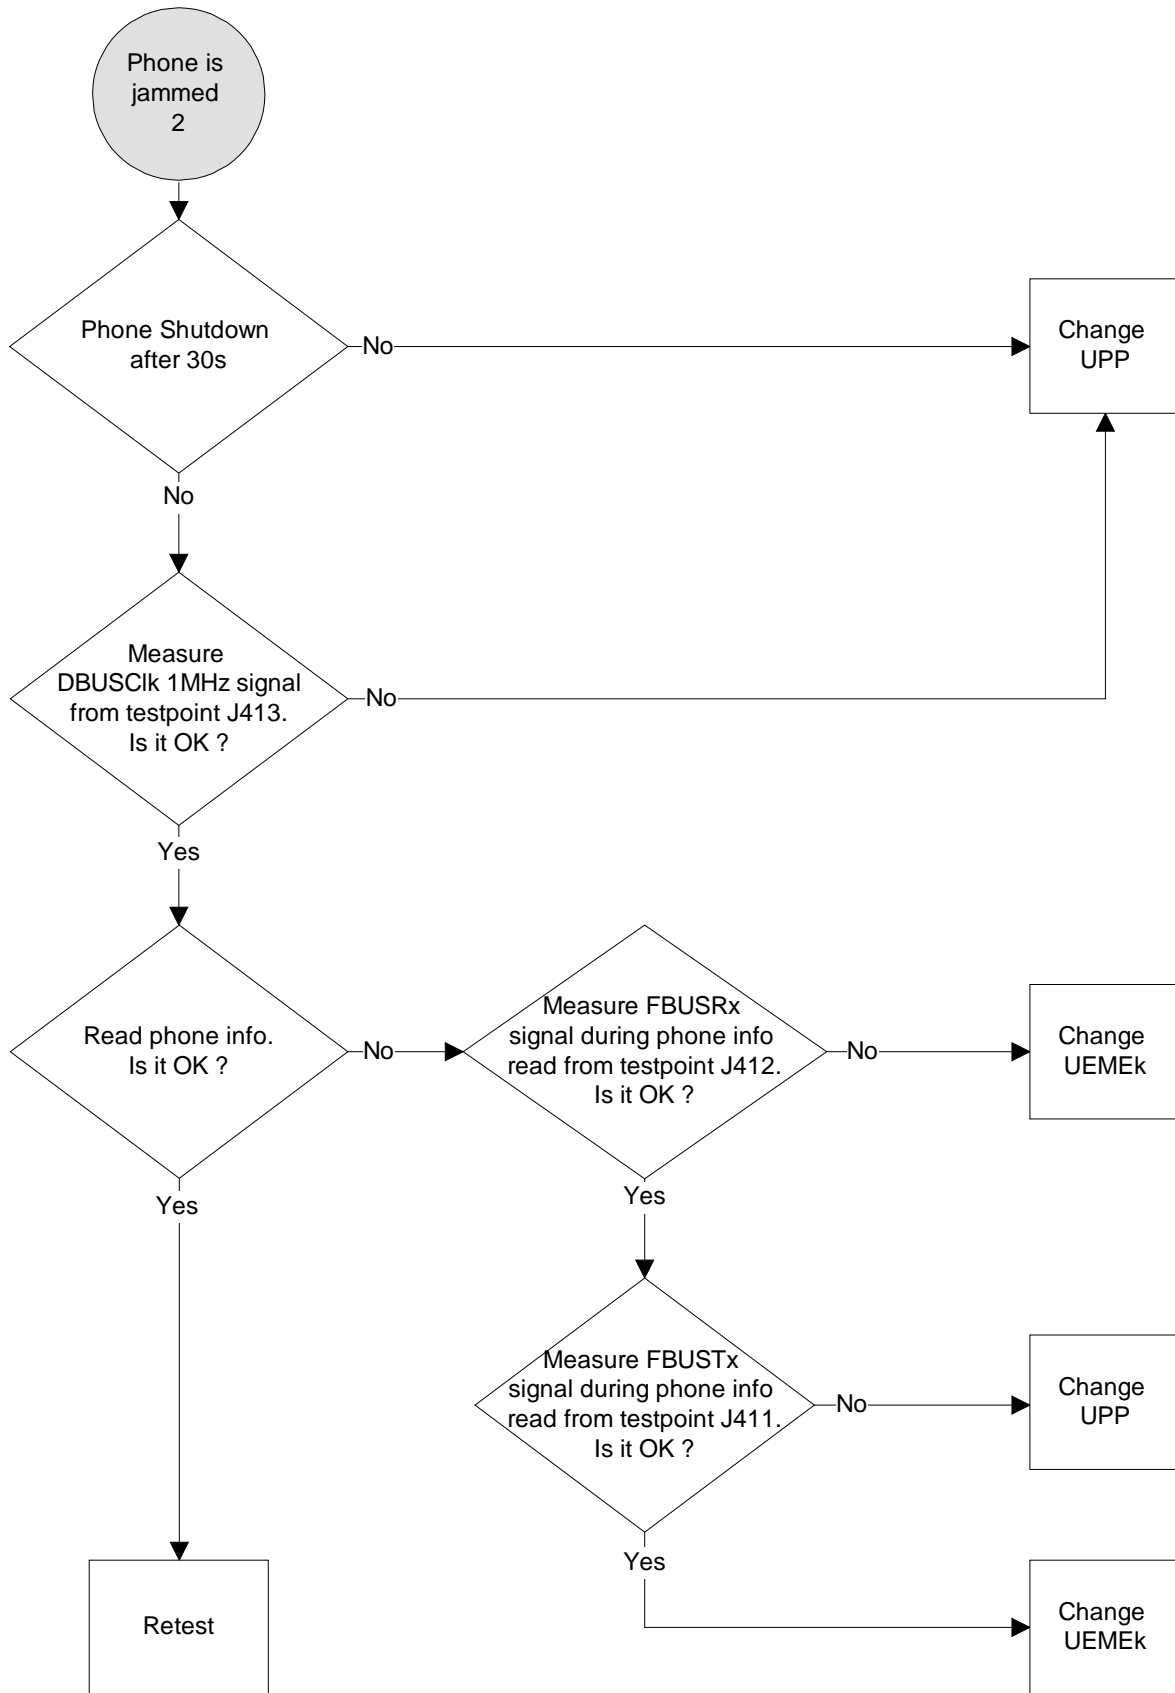 Phone is
jammed
2
Phone Shutdown
after 30s
No
Change
UPP
No
Measure
DBUSClk 1MHz signal
from testpoint J413.
Is it OK ?
No
Yes
Read phone info.
Is it OK ?
No
Measure FBUSRx
signal during phone info
read from testpoint J412.
Is it OK ?
No
Change
UEMEk
Yes
Yes
Measure FBUSTx
signal during phone info
read from testpoint J411.
Is it OK ?
No
Change
UPP
Yes
Retest
Change
UEMEk